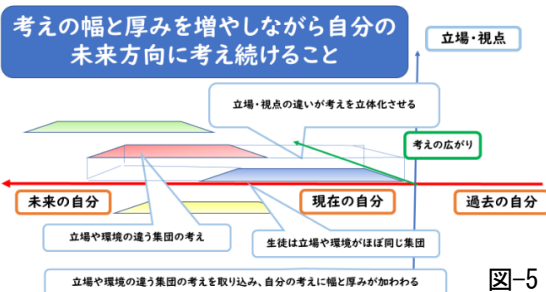 考えの幅と厚みを増やしながら自分の
未来方向に考え続けること
立場・視点
立場・視点の違いが考えを立体化させる
考えの広がり
未来の自分
現在の自分
過去の自分
立場や環境の違う集団の考え
生徒は立場や環境がほぼ同じ集団
立場や環境の違う集団の考えを取り込み、自分の考えに幅と厚みが加わわる
図-5